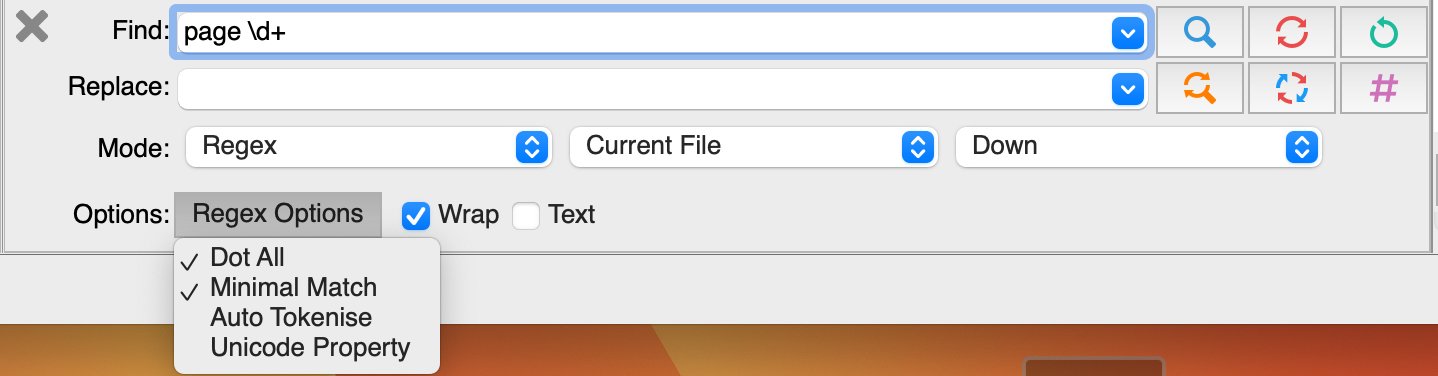 Find: page \d+
Replace:
Mode: Regex Current File Down
Options: Regex Options Wrap Text
Dot All
Minimal Match
Auto Tokenise
Unicode Property